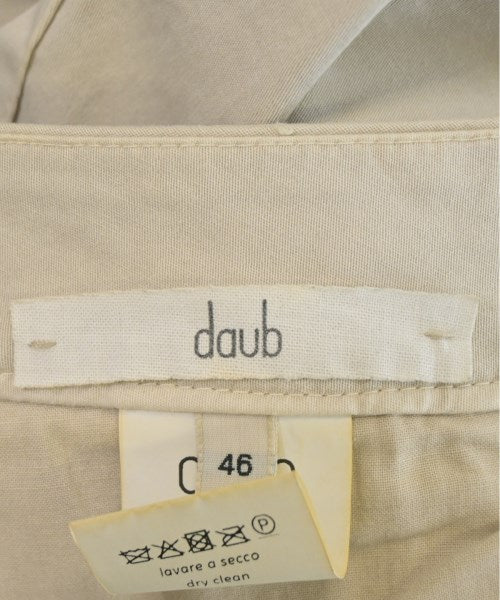 daub
46
P
lavare a secco
dry clean